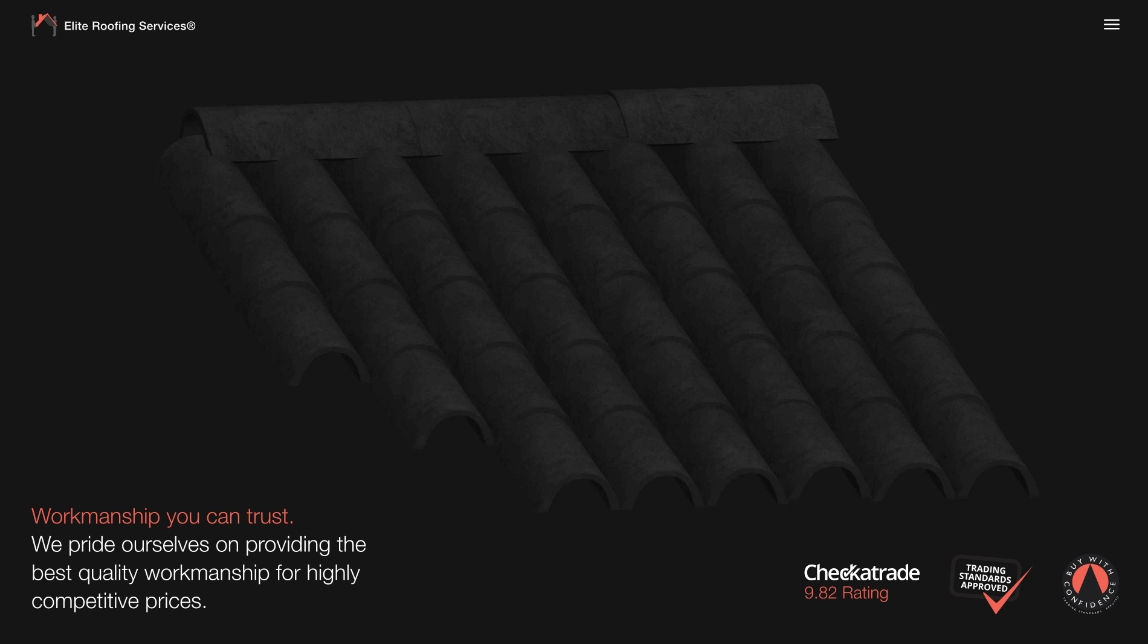 Elite Roofing Services®
Workmanship you can trust.
We pride ourselves on providing the
best quality workmanship for highly
competitive prices.
Checkatrade
9.82 Rating
TRADING
STANDARDS
APPROVED
BUY WITH
CONFIDENCE